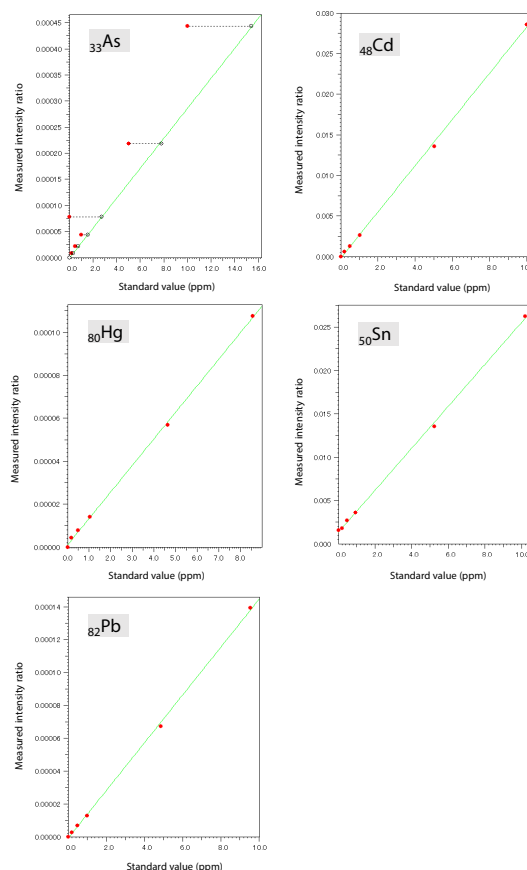 33As
Measured intensity ratio
0.00045
0.00040
0.00035
0.00030
0.00025
0.00020
0.00015
0.00010
0.00005
0.00000
0.0 2.0 4.0 6.0 8.0 10.0 12.0 14.0 16.0
Standard value (ppm)
48Cd
Measured intensity ratio
0.030
0.025
0.020
0.015
0.010
0.005
0.000
0.0 2.0 4.0 6.0 8.0 10.0
Standard value (ppm)
80Hg
Measured intensity ratio
0.00010
0.00008
0.00006
0.00004
0.00002
0.00000
0.0 1.0 2.0 3.0 4.0 5.0 6.0 7.0 8.0
Standard value (ppm)
50Sn
Measured intensity ratio
0.025
0.020
0.015
0.010
0.005
0.000
0.0 2.0 4.0 6.0 8.0 10.0
Standard value (ppm)
82Pb
Measured intensity ratio
0.00014
0.00012
0.00010
0.00008
0.00006
0.00004
0.00002
0.00000
0.0 2.0 4.0 6.0 8.0 10.0
Standard value (ppm)